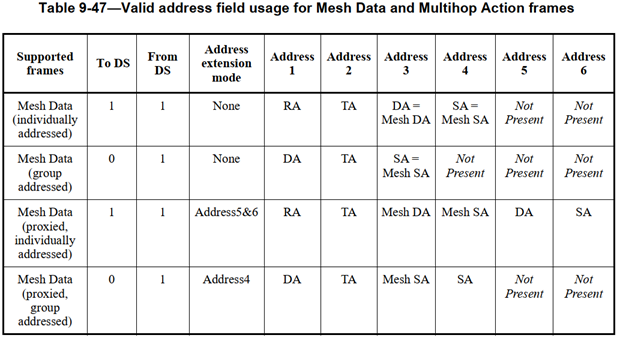 Table 9-47—Valid address field usage for Mesh Data and Multihop Action frames
Supported frames To DS From DS Address extension mode Address 1 Address 2 Address 3 Address 4 Address 5 Address 6
Mesh Data (individually addressed) 1 1 None RA TA DA = Mesh DA SA = Mesh SA Not Present Not Present
Mesh Data (group addressed) 0 1 None DA TA SA = Mesh SA Not Present Not Present Not Present
Mesh Data (proxied, individually addressed) 1 1 Address5&6 RA TA Mesh DA Mesh SA DA SA
Mesh Data (proxied, group addressed) 0 1 Address4 DA TA Mesh SA SA Not Present Not Present